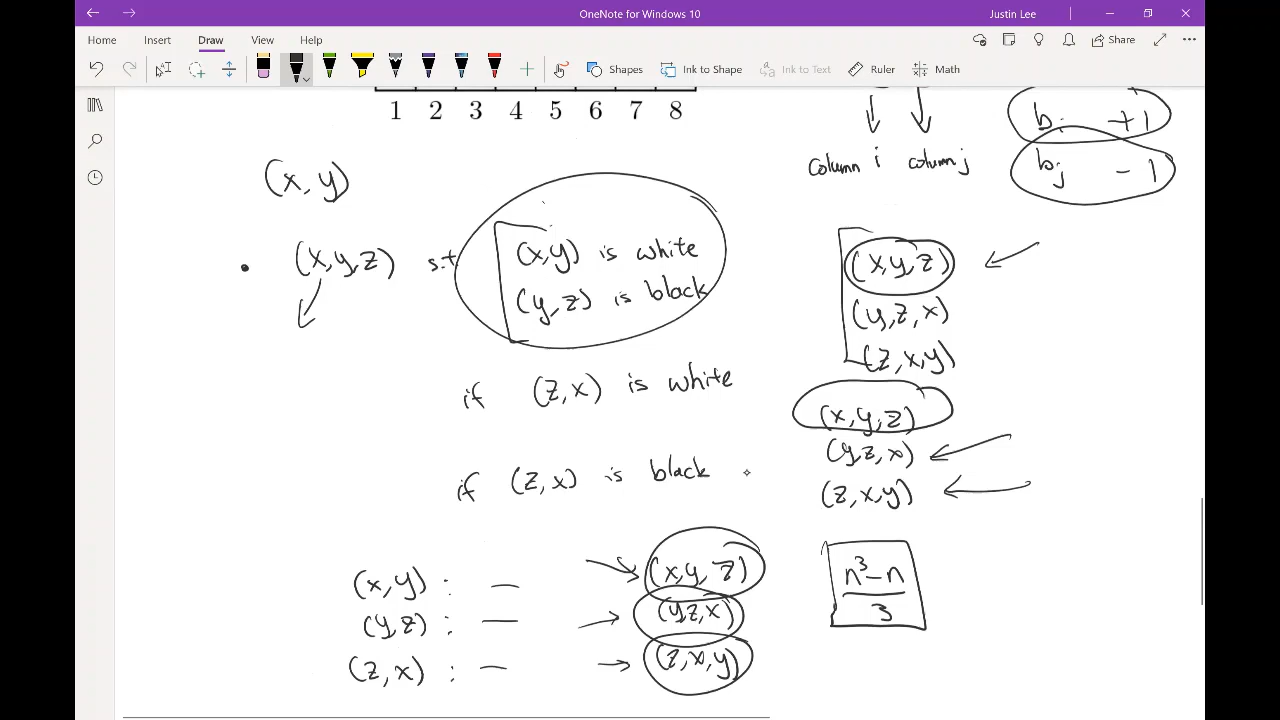 OneNote for Windows 10
Justin Lee
Home Insert Draw View Help
Share
Shapes Ink to Shape Ink to Text Ruler Math
1 2 3 4 5 6 7 8
(x, y)
column i column j
bi +1
bj -1
(x,y,z) s.t.
(x,y) is white
(y,z) is black
(x,y,z)
(y,z,x)
(z,x,y)
if (z,x) is white
if (z,x) is black
(x,y,z)
(y,z,x)
(z,x,y)
(x,y) : —
(y,z) : —
(z,x) : —
(x,y,z)
(y,z,x)
(z,x,y)
n³-n
3